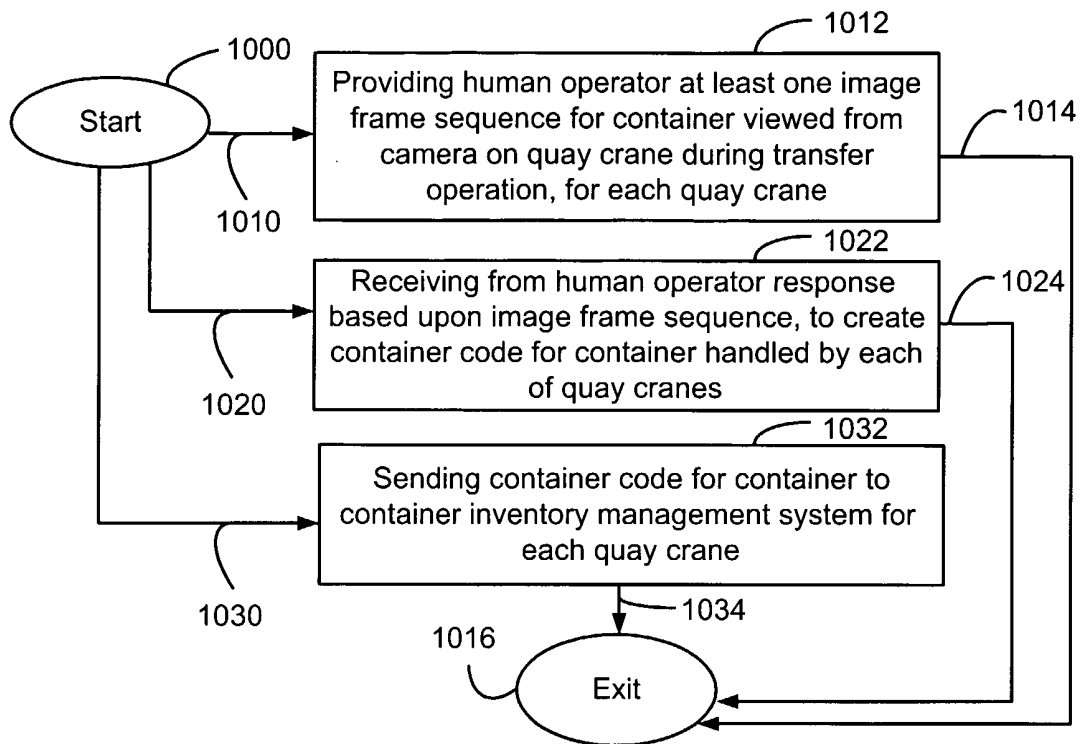 1000
Start
1010
1012
Providing human operator at least one image
frame sequence for container viewed from
camera on quay crane during transfer
operation, for each quay crane
1014
1020
1022
Receiving from human operator response
based upon image frame sequence, to create
container code for container handled by each
of quay cranes
1024
1030
1032
Sending container code for container to
container inventory management system for
each quay crane
1034
1016
Exit